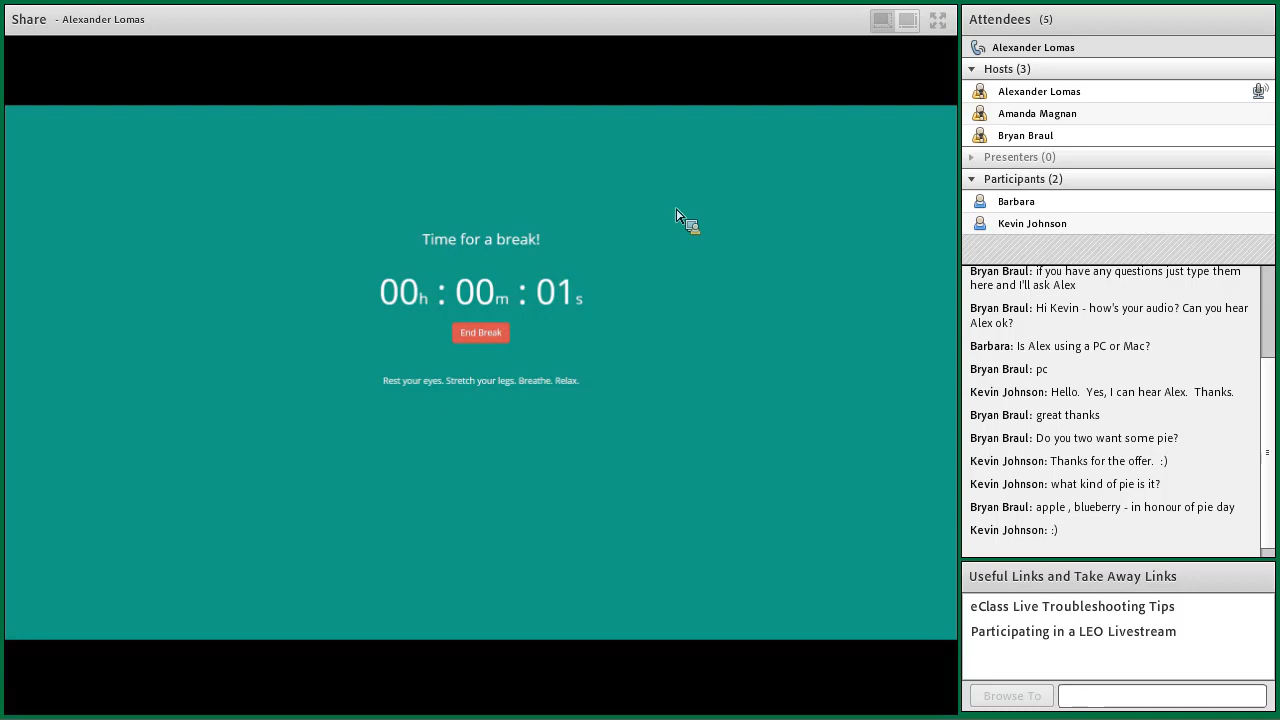 Share - Alexander Lomas
Time for a break!
00h : 00m : 01s
End Break
Rest your eyes. Stretch your legs. Breathe. Relax.
Attendees (5)
Alexander Lomas
Hosts (3)
Alexander Lomas
Amanda Magnan
Bryan Braul
Presenters (0)
Participants (2)
Barbara
Kevin Johnson
Bryan Braul: if you have any questions just type them
here and I'll ask Alex
Bryan Braul: Hi Kevin - how's your audio? Can you hear
Alex ok?
Barbara: Is Alex using a PC or Mac?
Bryan Braul: pc
Kevin Johnson: Hello. Yes, I can hear Alex. Thanks.
Bryan Braul: great thanks
Bryan Braul: Do you two want some pie?
Kevin Johnson: Thanks for the offer. :)
Kevin Johnson: what kind of pie is it?
Bryan Braul: apple , blueberry - in honour of pie day
Kevin Johnson: :)
Useful Links and Take Away Links
eClass Live Troubleshooting Tips
Participating in a LEO Livestream
Browse To